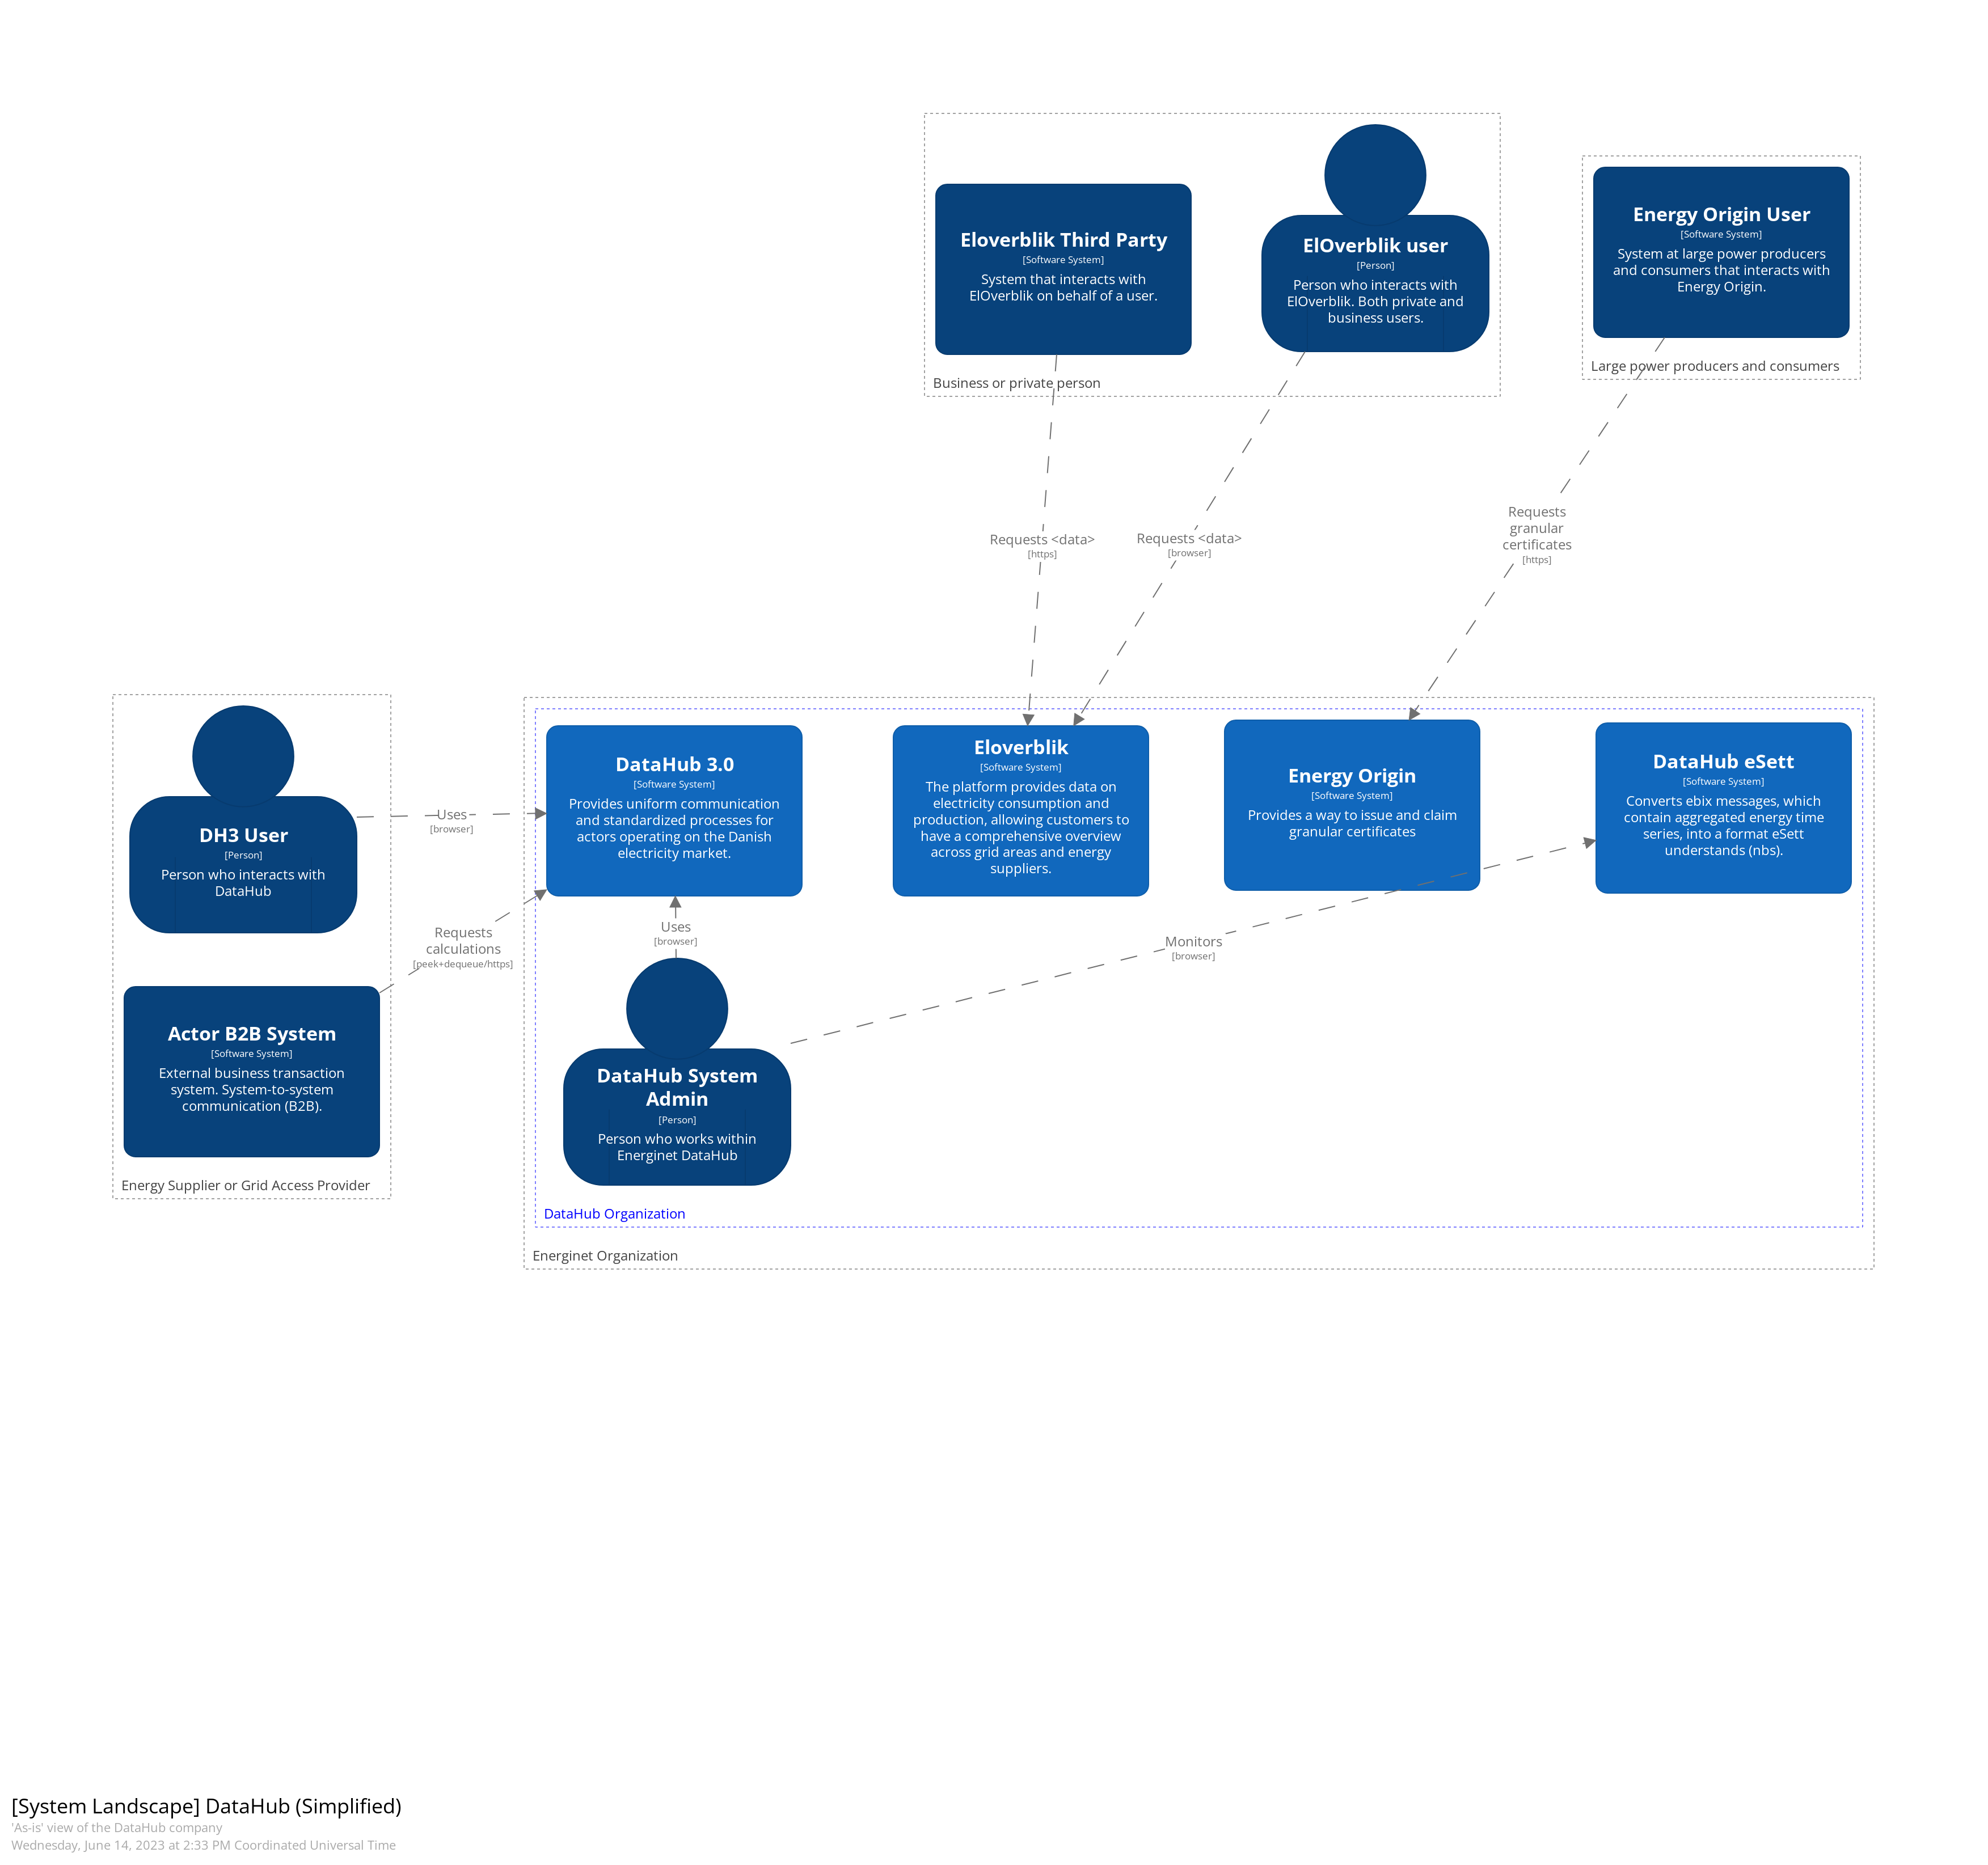 Eloverblik Third Party
[Software System]
System that interacts with
ElOverblik on behalf of a user.
ElOverblik user
[Person]
Person who interacts with
ElOverblik. Both private and
business users.
Business or private person
Energy Origin User
[Software System]
System at large power producers
and consumers that interacts with
Energy Origin.
Large power producers and consumers
Requests <data>
[https]
Requests <data>
[browser]
Requests
granular
certificates
[https]
DH3 User
[Person]
Person who interacts with
DataHub
Uses
[browser]
Requests
calculations
[peek+dequeue/https]
Actor B2B System
[Software System]
External business transaction
system. System-to-system
communication (B2B).
Energy Supplier or Grid Access Provider
DataHub 3.0
[Software System]
Provides uniform communication
and standardized processes for
actors operating on the Danish
electricity market.
Eloverblik
[Software System]
The platform provides data on
electricity consumption and
production, allowing customers to
have a comprehensive overview
across grid areas and energy
suppliers.
Energy Origin
[Software System]
Provides a way to issue and claim
granular certificates
DataHub eSett
[Software System]
Converts ebix messages, which
contain aggregated energy time
series, into a format eSett
understands (nbs).
Uses
[browser]
Monitors
[browser]
DataHub System
Admin
[Person]
Person who works within
Energinet DataHub
DataHub Organization
Energinet Organization
[System Landscape] DataHub (Simplified)
'As-is' view of the DataHub company
Wednesday, June 14, 2023 at 2:33 PM Coordinated Universal Time